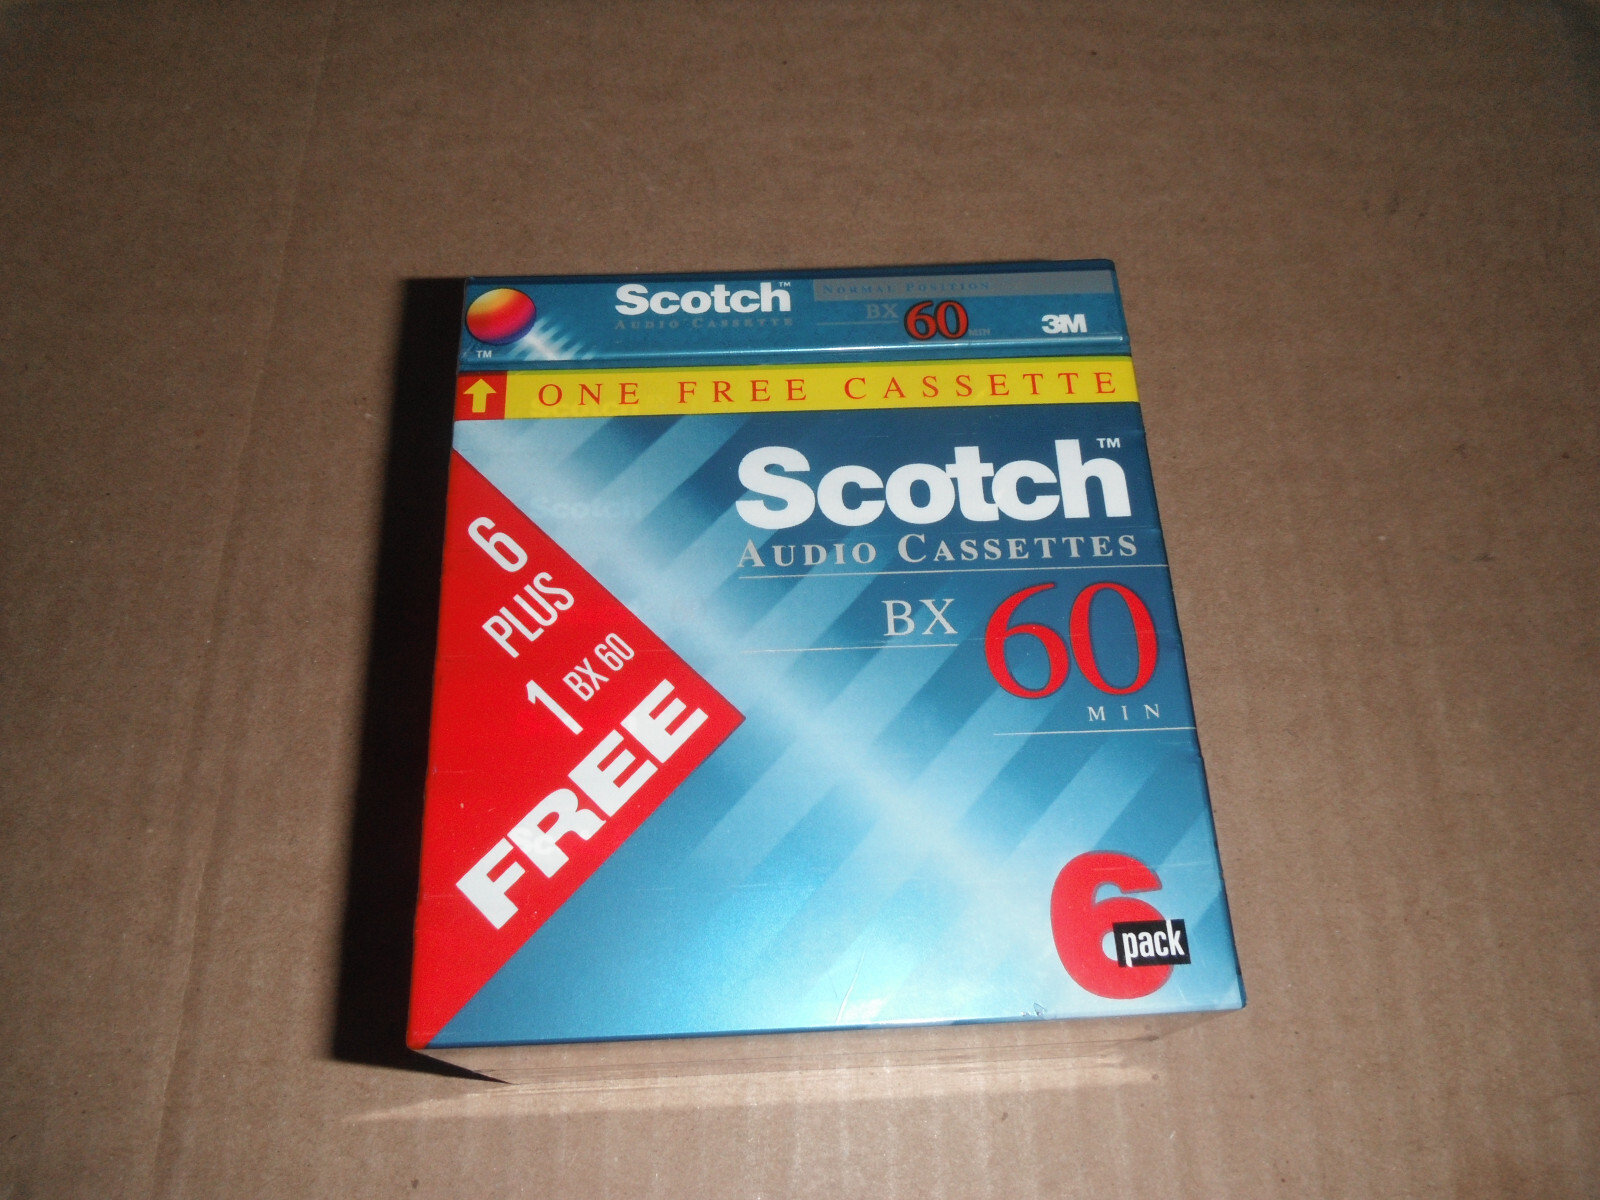 Scotch™
AUDIO CASSETTE
NORMAL POSITION
BX 60 MIN
3M
™
ONE FREE CASSETTE
Scotch™
AUDIO CASSETTES
BX 60
MIN
6
PLUS
1 BX 60
FREE
6
pack